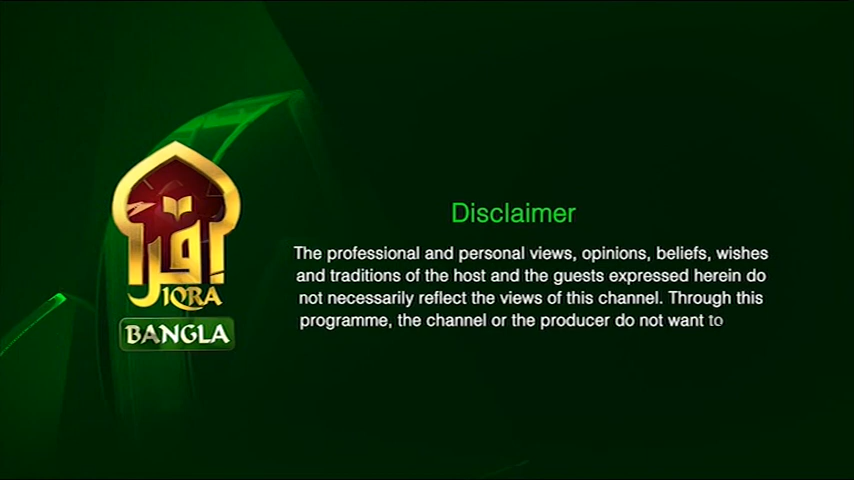 اقرأ
IQRA
BANGLA
Disclaimer
The professional and personal views, opinions, beliefs, wishes
and traditions of the host and the guests expressed herein do
not necessarily reflect the views of this channel. Through this
programme, the channel or the producer do not want to